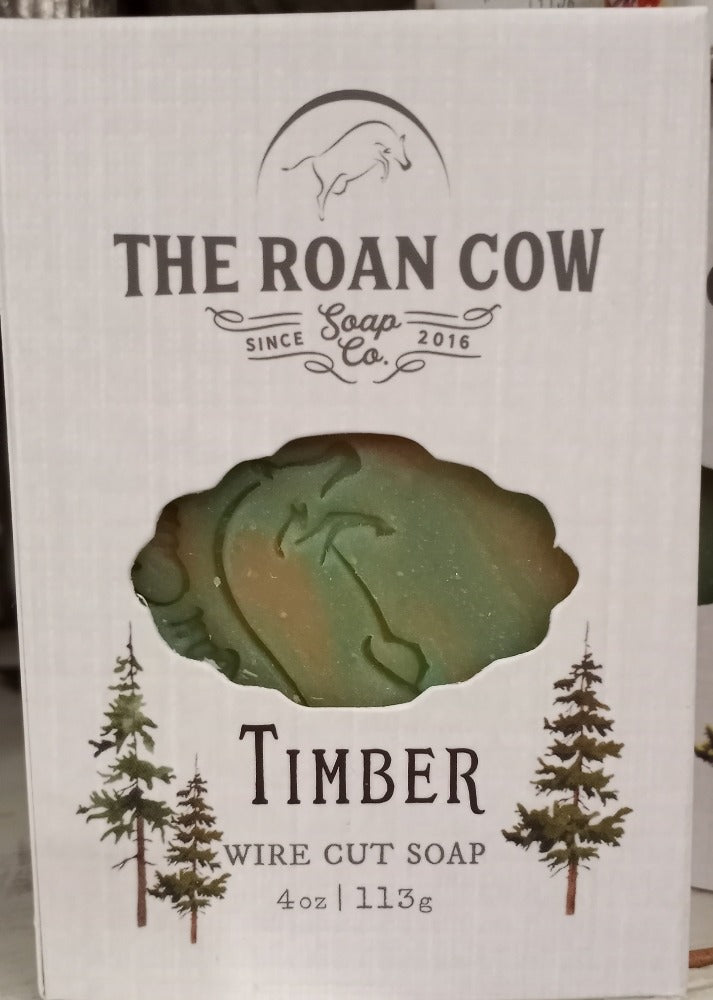 THE ROAN COW
SINCE Soap Co. 2016
TIMBER
WIRE CUT SOAP
4oz | 113g